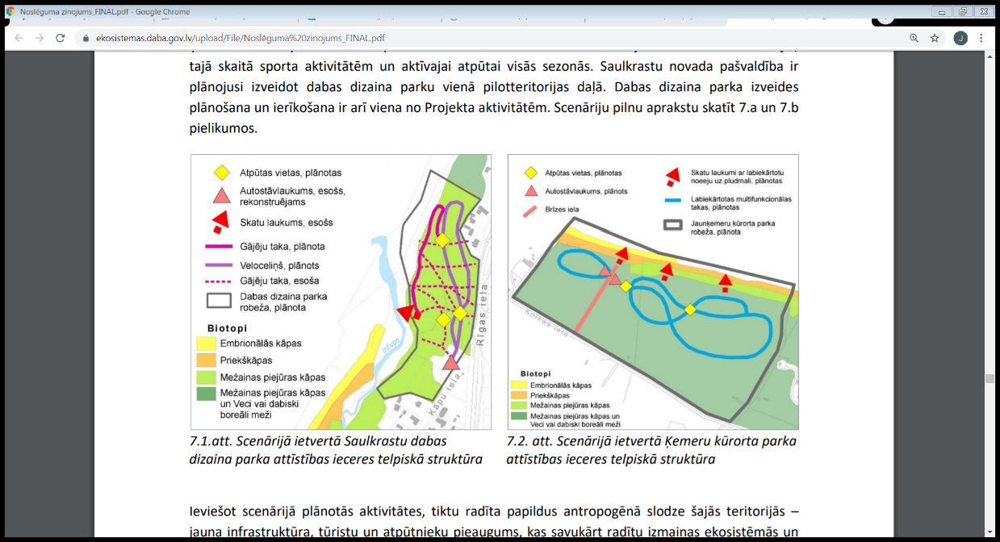 Noslēguma zinojums_FINAL.pdf - Google Chrome
ekosistemas.daba.gov.lv/upload/File/Noslēguma%20zinojums_FINAL.pdf
J
tajā skaitā sporta aktivitātēm un aktīvajai atpūtai visās sezonās. Saulkrastu novada pašvaldība ir
plānojusi izveidot dabas dizaina parku vienā pilotteritorijas daļā. Dabas dizaina parka izveides
plānošana un ierīkošana ir arī viena no Projekta aktivitātēm. Scenāriju pilnu aprakstu skatīt 7.a un 7.b
pielikumos.
Atpūtas vietas, plānotas
Autostāvlaukums, esošs,
rekonstruējams
Skatu laukums, esošs
Gājēju taka, plānota
Veloceliņš, plānots
Gājēju taka, esoša
Dabas dizaina parka
robeža, plānota
Biotopi
Embrionālās kāpas
Priekškāpas
Mežainas piejūras kāpas
Mežainas piejūras kāpas
un Veci vai dabiski
boreāli meži
Inčupe
Rīgas iela
Kāpu iela
Atpūtas vietas, plānotas
Autostāvlaukums, plānots
Brīzes iela
Skatu laukumi ar labiekārtotu
noeeju uz pludmali, plānotas
Labiekārtotas multifunkcionālas
takas, plānotas
Jaunķemeru kūrorta parka
robeža, plānota
Kolkas iela
Biotopi
Embrionālās kāpas
Priekškāpas
Mežainas piejūras kāpas
Mežainas piejūras kāpas un
Veci vai dabiski boreāli meži
7.1.att. Scenārijā ietvertā Saulkrastu dabas
dizaina parka attīstības ieceres telpiskā struktūra
7.2. att. Scenārijā ietvertā Ķemeru kūrorta parka
attīstības ieceres telpiskā struktūra
Ieviešot scenārijā plānotās aktivitātes, tiktu radīta papildus antropogēnā slodze šajās teritorijās –
jauna infrastruktūra, tūristu un atpūtnieku pieaugums, kas savukārt radītu izmaiņas ekosistēmās un